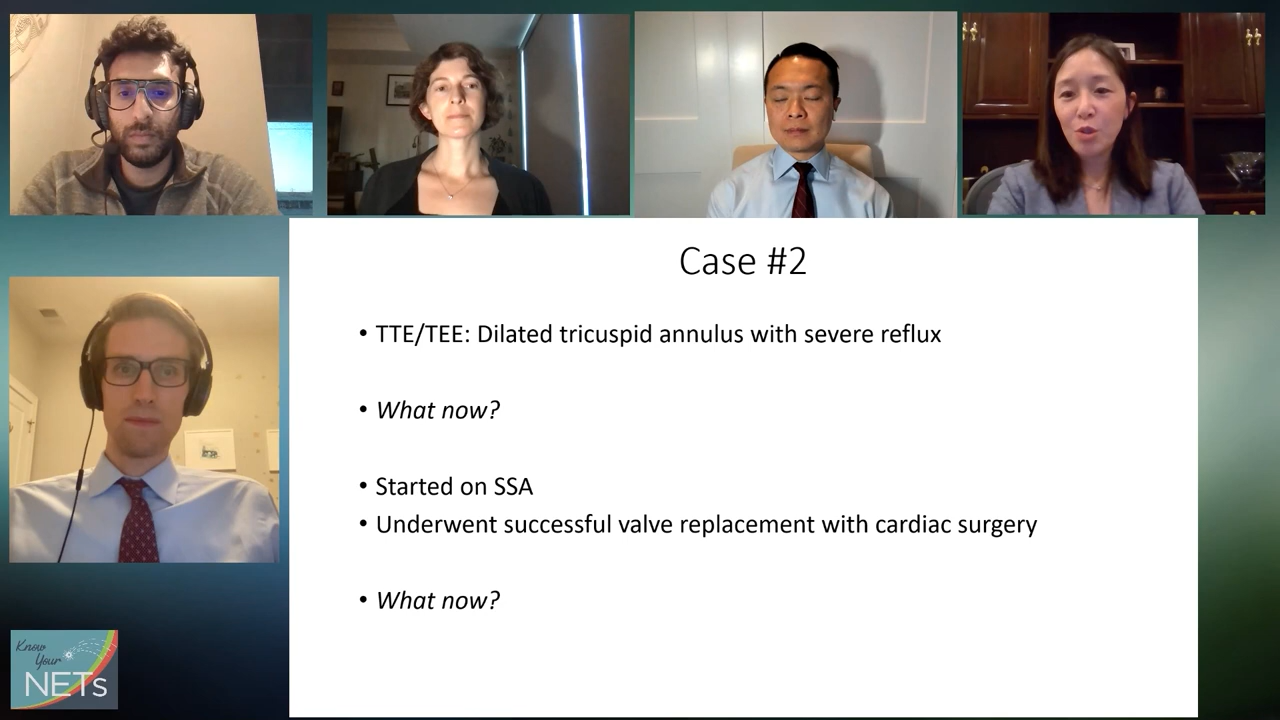 Case #2
• TTE/TEE: Dilated tricuspid annulus with severe reflux
• What now?
• Started on SSA
• Underwent successful valve replacement with cardiac surgery
• What now?
Know
Your
NETs